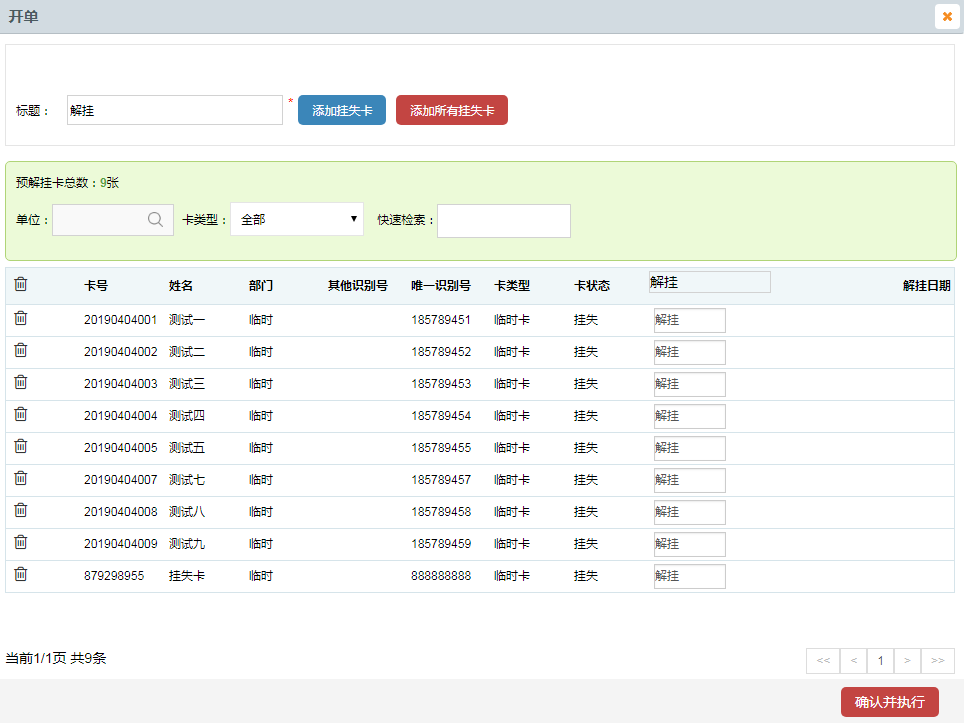 开单
标题： 解挂 * 添加挂失卡 添加所有挂失卡
预解挂卡总数：9张
单位： 卡类型： 全部 快速检索：
卡号 姓名 部门 其他识别号 唯一识别号 卡类型 卡状态 解挂 解挂日期
20190404001 测试一 临时 185789451 临时卡 挂失 解挂
20190404002 测试二 临时 185789452 临时卡 挂失 解挂
20190404003 测试三 临时 185789453 临时卡 挂失 解挂
20190404004 测试四 临时 185789454 临时卡 挂失 解挂
20190404005 测试五 临时 185789455 临时卡 挂失 解挂
20190404007 测试七 临时 185789457 临时卡 挂失 解挂
20190404008 测试八 临时 185789458 临时卡 挂失 解挂
20190404009 测试九 临时 185789459 临时卡 挂失 解挂
879298955 挂失卡 临时 888888888 临时卡 挂失 解挂
当前1/1页 共9条 << < 1 > >>
确认并执行